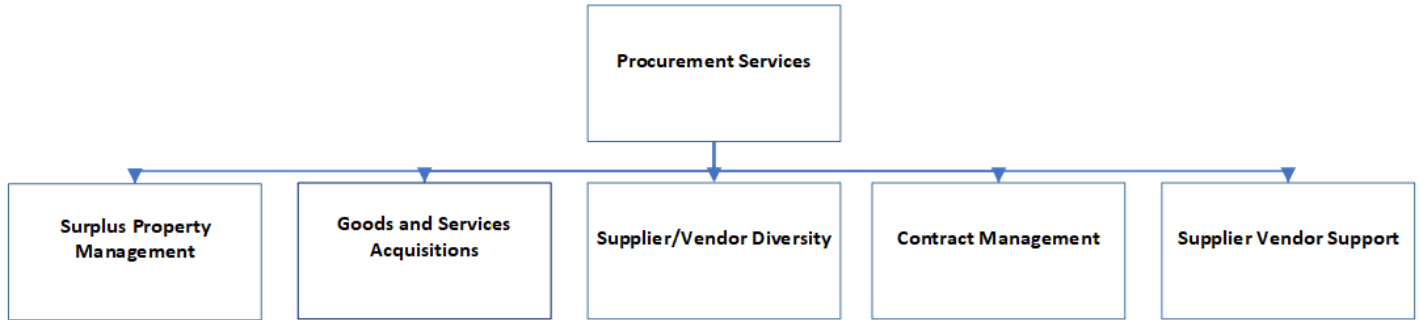 Procurement Services
Surplus Property
Management
Goods and Services
Acquisitions
Supplier/Vendor Diversity
Contract Management
Supplier Vendor Support